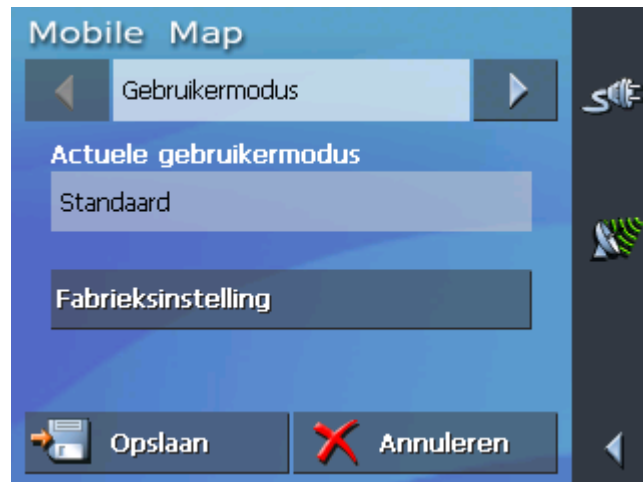 Mobile Map
Gebruikermodus
Actuele gebruikermodus
Standaard
Fabrieksinstelling
Opslaan
Annuleren